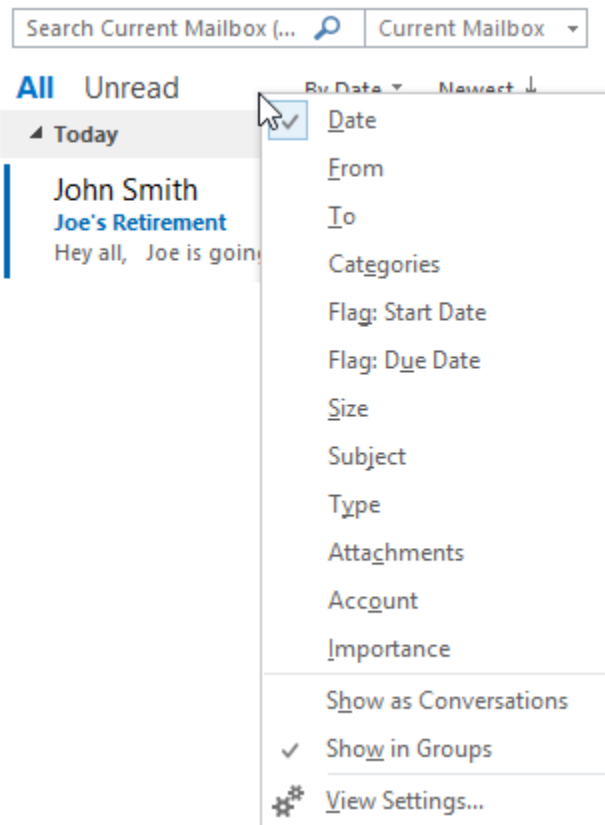 Search Current Mailbox (... Current Mailbox
All Unread By Date Newest
Today
John Smith
Joe's Retirement
Hey all, Joe is going
Date
From
To
Categories
Flag: Start Date
Flag: Due Date
Size
Subject
Type
Attachments
Account
Importance
Show as Conversations
Show in Groups
View Settings...